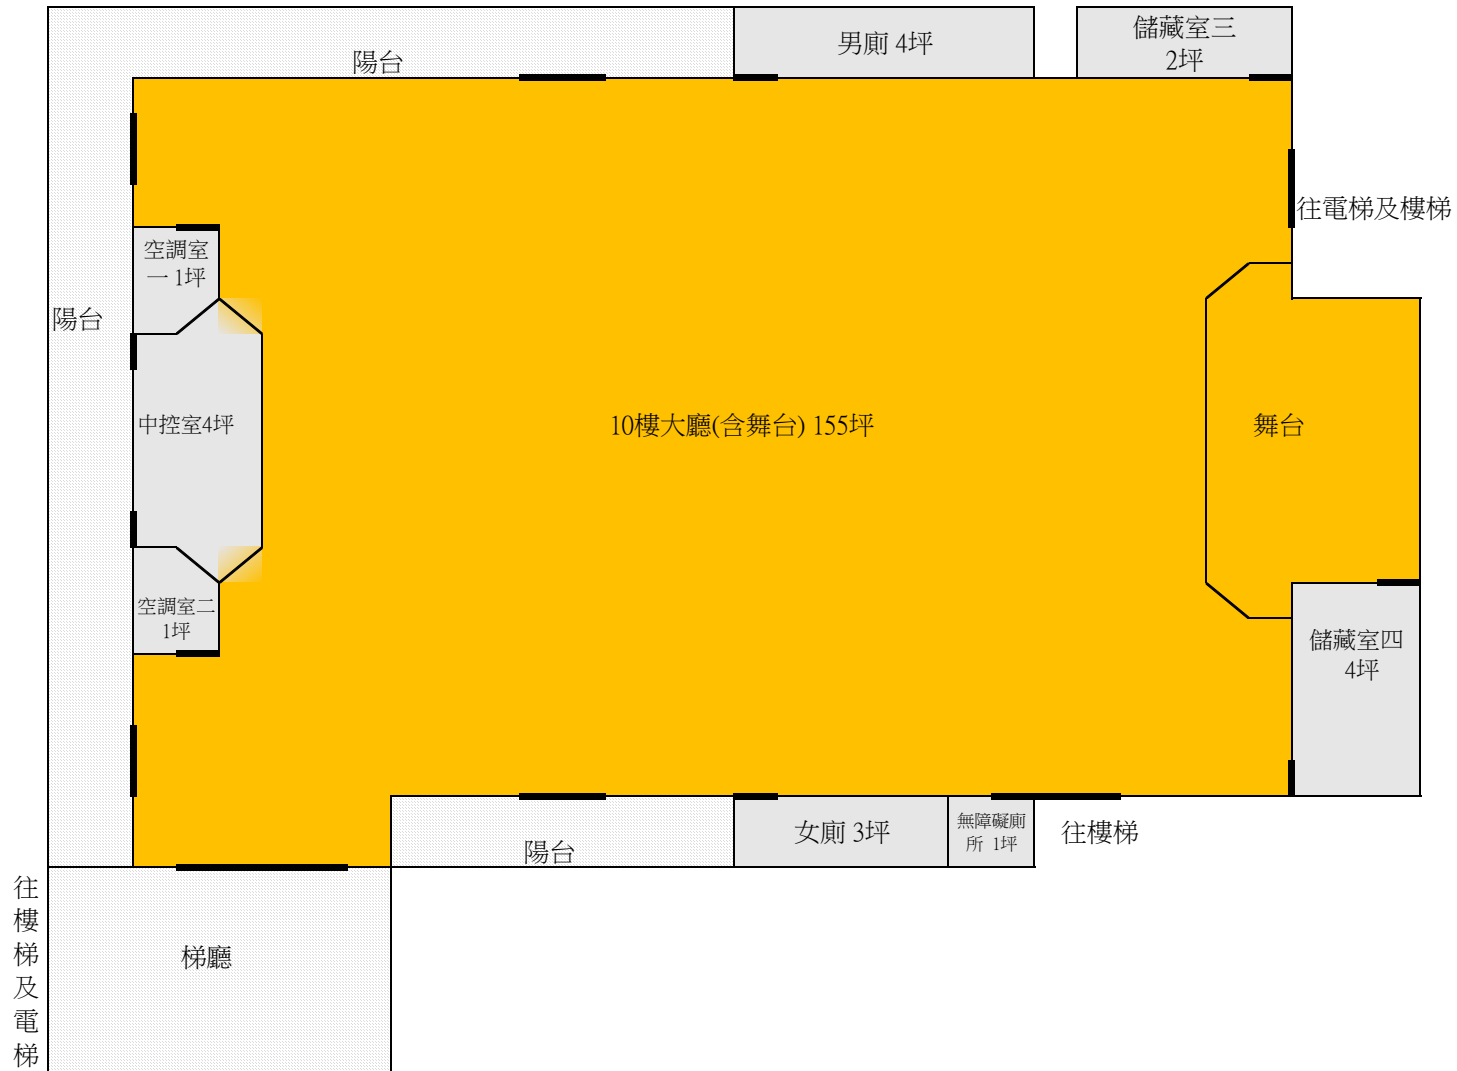 男廁 4坪
儲藏室三
2坪
陽台
往電梯及樓梯
空調室
一 1坪
陽台
中控室4坪
10樓大廳(含舞台) 155坪
舞台
空調室二
1坪
儲藏室四
4坪
女廁 3坪
無障礙廁
所 1坪
往樓梯
陽台
往樓梯及電梯
梯廳